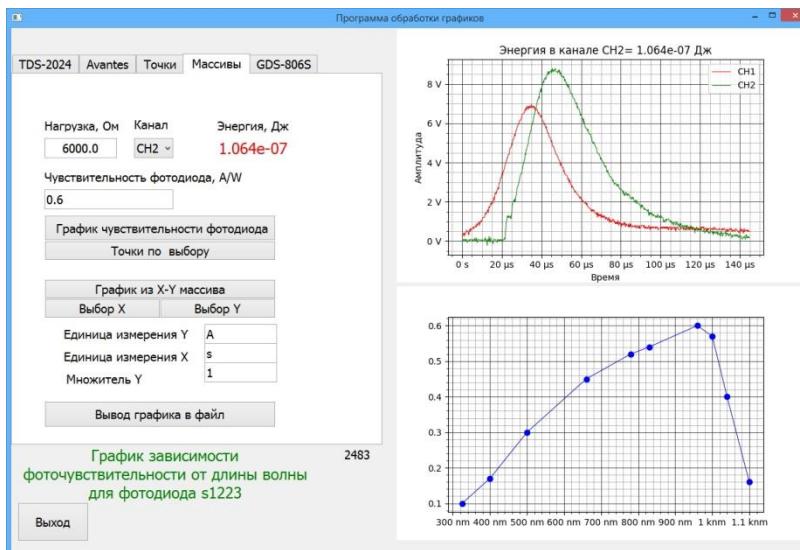 Программа обработки графиков
TDS-2024 Avantes Точки Массивы GDS-806S
Нагрузка, Ом Канал Энергия, Дж
6000.0 CH2 1.064e-07
Чувствительность фотодиода, A/W
0.6
График чувствительности фотодиода
Точки по выбору
График из X-Y массива
Выбор X Выбор Y
Единица измерения Y A
Единица измерения X s
Множитель Y 1
Вывод графика в файл
График зависимости
фоточувствительности от длины волны
для фотодиода s1223
2483
Выход
Энергия в канале CH2= 1.064e-07 Дж
CH1
CH2
8 V
6 V
4 V
2 V
0 V
Амплитуда
0 s 20 μs 40 μs 60 μs 80 μs 100 μs 120 μs 140 μs
Время
0.6
0.5
0.4
0.3
0.2
0.1
300 nm 400 nm 500 nm 600 nm 700 nm 800 nm 900 nm 1 knm 1.1 knm